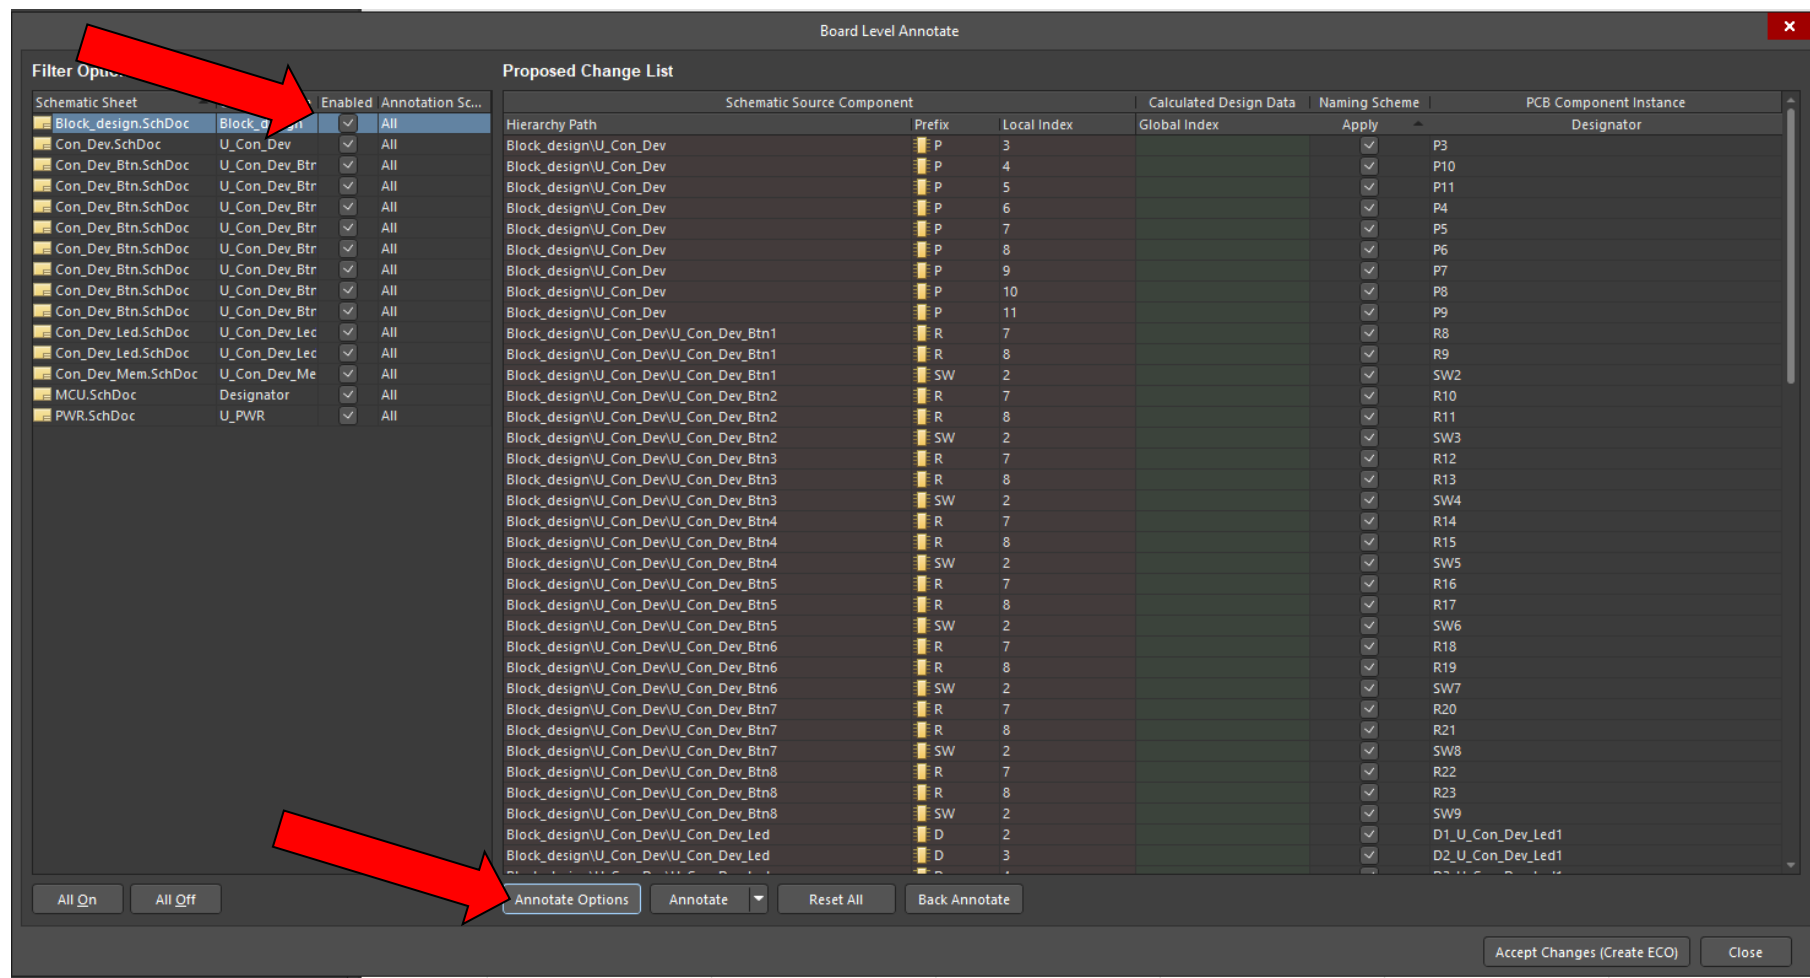 Board Level Annotate
Filter Proposed Change List
Schematic Sheet Enabled Annotation Sc... Schematic Source Component Calculated Design Data Naming Scheme PCB Component Instance
Block_design.SchDoc All Hierarchy Path Prefix Local Index Global Index Apply Designator
Con_Dev.SchDoc U_Con_Dev All Block_design\U_Con_Dev P 3 P3
Con_Dev_Btn.SchDoc U_Con_Dev_Btr All Block_design\U_Con_Dev P 4 P10
Con_Dev_Btn.SchDoc U_Con_Dev_Btr All Block_design\U_Con_Dev P 5 P11
Con_Dev_Btn.SchDoc U_Con_Dev_Btr All Block_design\U_Con_Dev P 6 P4
Con_Dev_Btn.SchDoc U_Con_Dev_Btr All Block_design\U_Con_Dev P 7 P5
Con_Dev_Btn.SchDoc U_Con_Dev_Btr All Block_design\U_Con_Dev P 8 P6
Con_Dev_Btn.SchDoc U_Con_Dev_Btr All Block_design\U_Con_Dev P 9 P7
Con_Dev_Btn.SchDoc U_Con_Dev_Btr All Block_design\U_Con_Dev P 10 P8
Con_Dev_Btn.SchDoc U_Con_Dev_Btr All Block_design\U_Con_Dev P 11 P9
Con_Dev_Led.SchDoc U_Con_Dev_Lec All Block_design\U_Con_Dev\U_Con_Dev_Btn1 R 7 R8
Con_Dev_Led.SchDoc U_Con_Dev_Lec All Block_design\U_Con_Dev\U_Con_Dev_Btn1 R 8 R9
Con_Dev_Mem.SchDoc U_Con_Dev_Me All Block_design\U_Con_Dev\U_Con_Dev_Btn1 SW 2 SW2
MCU.SchDoc Designator All Block_design\U_Con_Dev\U_Con_Dev_Btn2 R 7 R10
PWR.SchDoc U_PWR All Block_design\U_Con_Dev\U_Con_Dev_Btn2 R 8 R11
Block_design\U_Con_Dev\U_Con_Dev_Btn2 SW 2 SW3
Block_design\U_Con_Dev\U_Con_Dev_Btn3 R 7 R12
Block_design\U_Con_Dev\U_Con_Dev_Btn3 R 8 R13
Block_design\U_Con_Dev\U_Con_Dev_Btn3 SW 2 SW4
Block_design\U_Con_Dev\U_Con_Dev_Btn4 R 7 R14
Block_design\U_Con_Dev\U_Con_Dev_Btn4 R 8 R15
Block_design\U_Con_Dev\U_Con_Dev_Btn4 SW 2 SW5
Block_design\U_Con_Dev\U_Con_Dev_Btn5 R 7 R16
Block_design\U_Con_Dev\U_Con_Dev_Btn5 R 8 R17
Block_design\U_Con_Dev\U_Con_Dev_Btn5 SW 2 SW6
Block_design\U_Con_Dev\U_Con_Dev_Btn6 R 7 R18
Block_design\U_Con_Dev\U_Con_Dev_Btn6 R 8 R19
Block_design\U_Con_Dev\U_Con_Dev_Btn6 SW 2 SW7
Block_design\U_Con_Dev\U_Con_Dev_Btn7 R 7 R20
Block_design\U_Con_Dev\U_Con_Dev_Btn7 R 8 R21
Block_design\U_Con_Dev\U_Con_Dev_Btn7 SW 2 SW8
Block_design\U_Con_Dev\U_Con_Dev_Btn8 R 7 R22
Block_design\U_Con_Dev\U_Con_Dev_Btn8 R 8 R23
Block_design\U_Con_Dev\U_Con_Dev_Btn8 SW 2 SW9
Block_design\U_Con_Dev\U_Con_Dev_Led D 2 D1_U_Con_Dev_Led1
Block_design\U_Con_Dev\U_Con_Dev_Led D 3 D2_U_Con_Dev_Led1
All On All Off Annotate Options Annotate Reset All Back Annotate
Accept Changes (Create ECO) Close